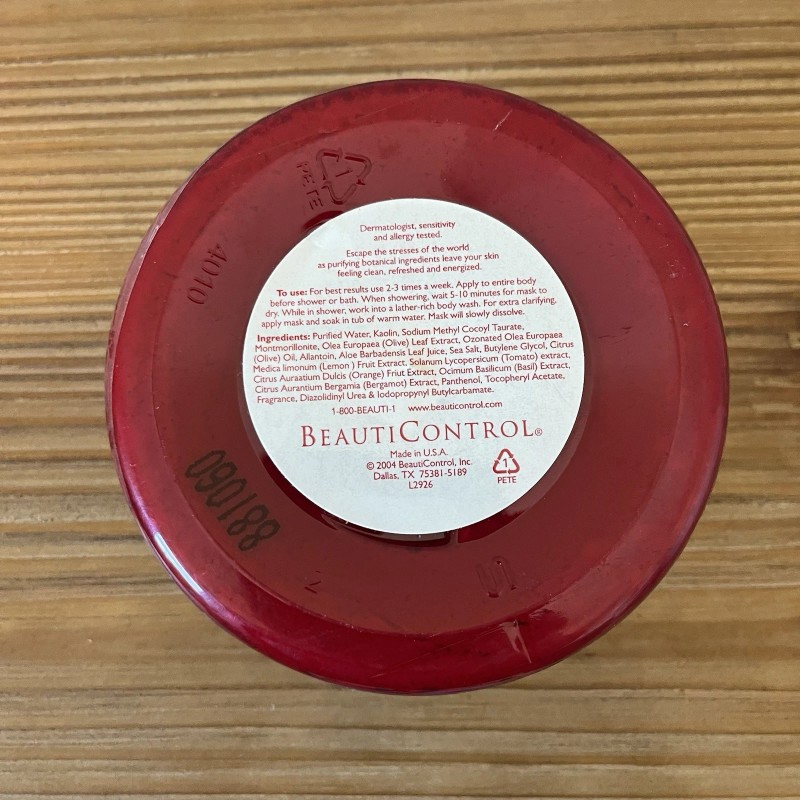 1
PETE
4010
Dermatologist, sensitivity
and allergy tested.
Escape the stresses of the world
as purifying botanical ingredients leave your skin
feeling clean, refreshed and energized.
To use: For best results use 2-3 times a week. Apply to entire body
before shower or bath. When showering, wait 5-10 minutes for mask to
dry. While in shower, work into a lather-rich body wash. For extra clarifying,
apply mask and soak in tub of warm water. Mask will slowly dissolve.
Ingredients: Purified Water, Kaolin, Sodium Methyl Cocoyl Taurate,
Montmorillonite, Olea Europaea (Olive) Leaf Extract, Ozonated Olea Europaea
(Olive) Oil, Allantoin, Aloe Barbadensis Leaf Juice, Sea Salt, Butylene Glycol, Citrus
Medica limonum (Lemon ) Fruit Extract, Solanum Lycopersicum (Tomato) extract,
Citrus Auraatium Dulcis (Orange) Friut Extract, Ocimum Basilicum (Basil) Extract,
Citrus Aurantium Bergamia (Bergamot) Extract, Panthenol, Tocopheryl Acetate,
Fragrance, Diazolidinyl Urea & Iodopropynyl Butylcarbamate.
1-800-BEAUTI-1 www.beauticontrol.com
BEAUTICONTROL®
Made in U.S.A.
© 2004 BeautiControl, Inc.
Dallas, TX 75381-5189
L2926
1
PETE
881060
5